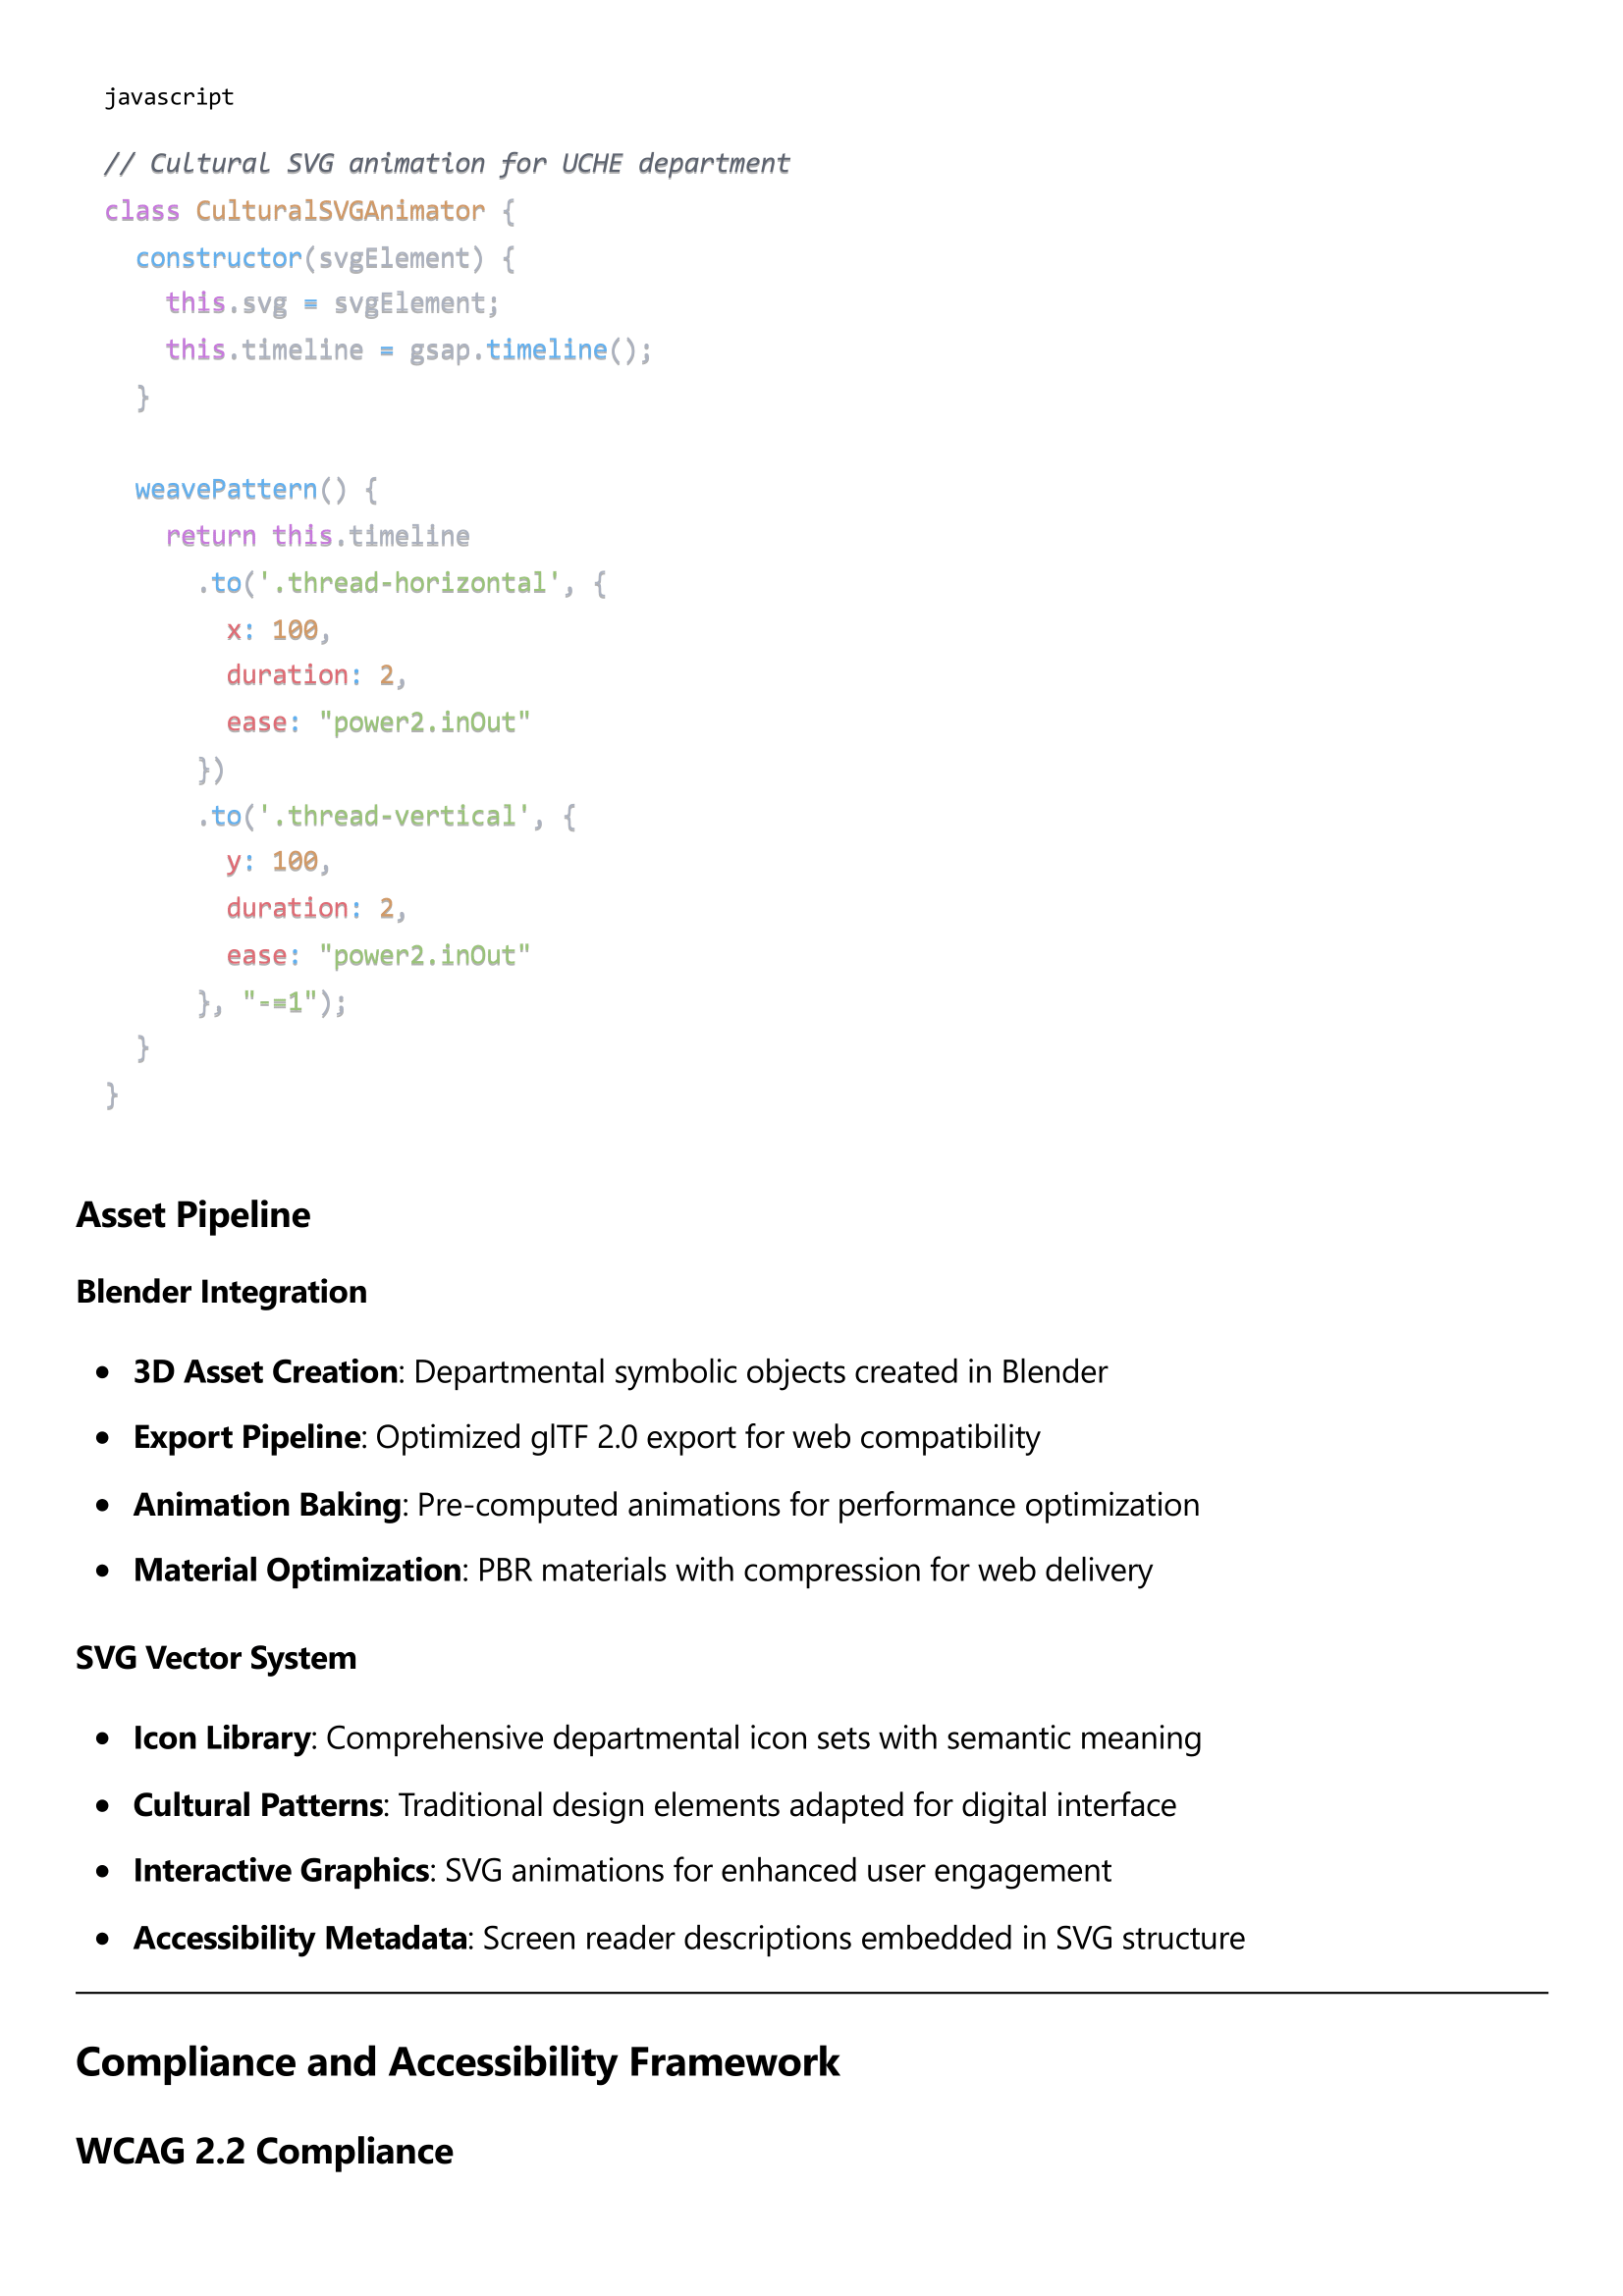 javascript
// Cultural SVG animation for UCHE department
class CulturalSVGAnimator {
  constructor(svgElement) {
    this.svg = svgElement;
    this.timeline = gsap.timeline();
  }

  weavePattern() {
    return this.timeline
      .to('.thread-horizontal', {
        x: 100,
        duration: 2,
        ease: "power2.inOut"
      })
      .to('.thread-vertical', {
        y: 100,
        duration: 2,
        ease: "power2.inOut"
      }, "-=1");
  }
}
Asset Pipeline
Blender Integration
• 3D Asset Creation: Departmental symbolic objects created in Blender
• Export Pipeline: Optimized glTF 2.0 export for web compatibility
• Animation Baking: Pre-computed animations for performance optimization
• Material Optimization: PBR materials with compression for web delivery
SVG Vector System
• Icon Library: Comprehensive departmental icon sets with semantic meaning
• Cultural Patterns: Traditional design elements adapted for digital interface
• Interactive Graphics: SVG animations for enhanced user engagement
• Accessibility Metadata: Screen reader descriptions embedded in SVG structure
Compliance and Accessibility Framework
WCAG 2.2 Compliance